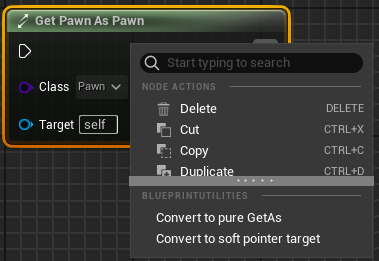 Get Pawn As Pawn
Class Pawn
Target self
Start typing to search
NODE ACTIONS
Delete DELETE
Cut CTRL+X
Copy CTRL+C
Duplicate CTRL+D
BLUEPRINTUTILITIES
Convert to pure GetAs
Convert to soft pointer target